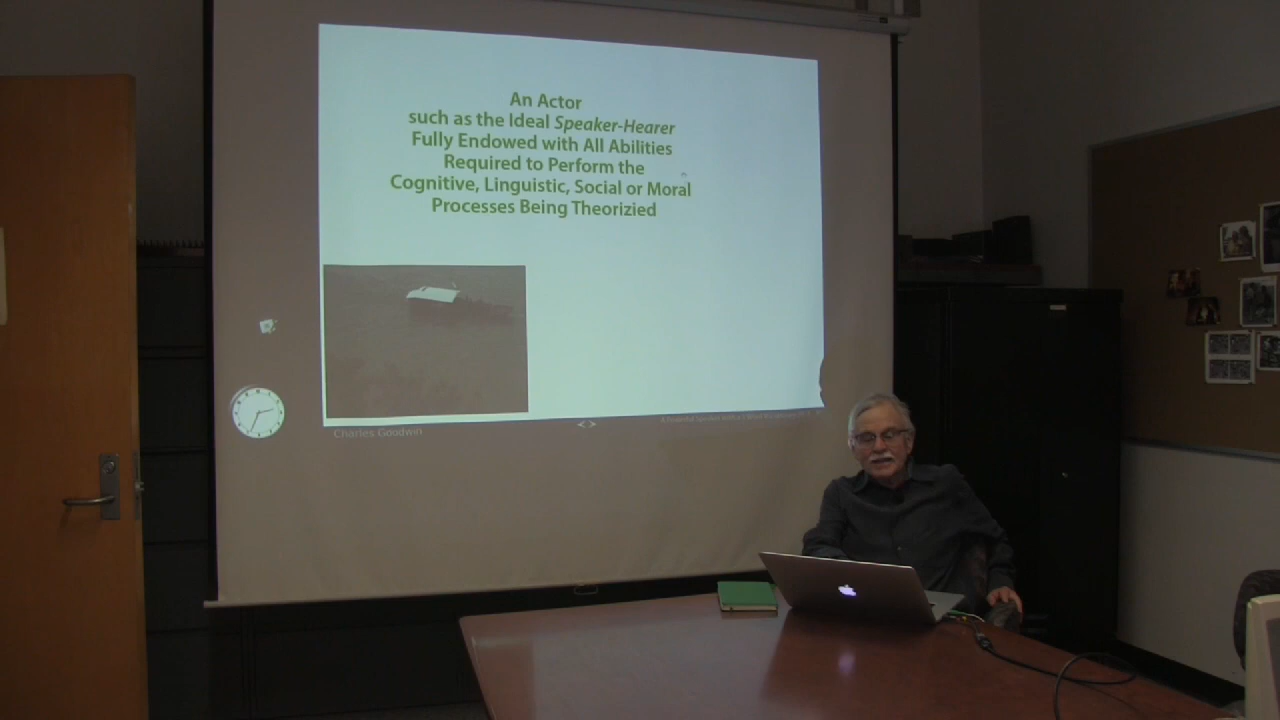 An Actor
such as the Ideal Speaker-Hearer
Fully Endowed with All Abilities
Required to Perform the
Cognitive, Linguistic, Social or Moral
Processes Being Theorizied
Charles Goodwin